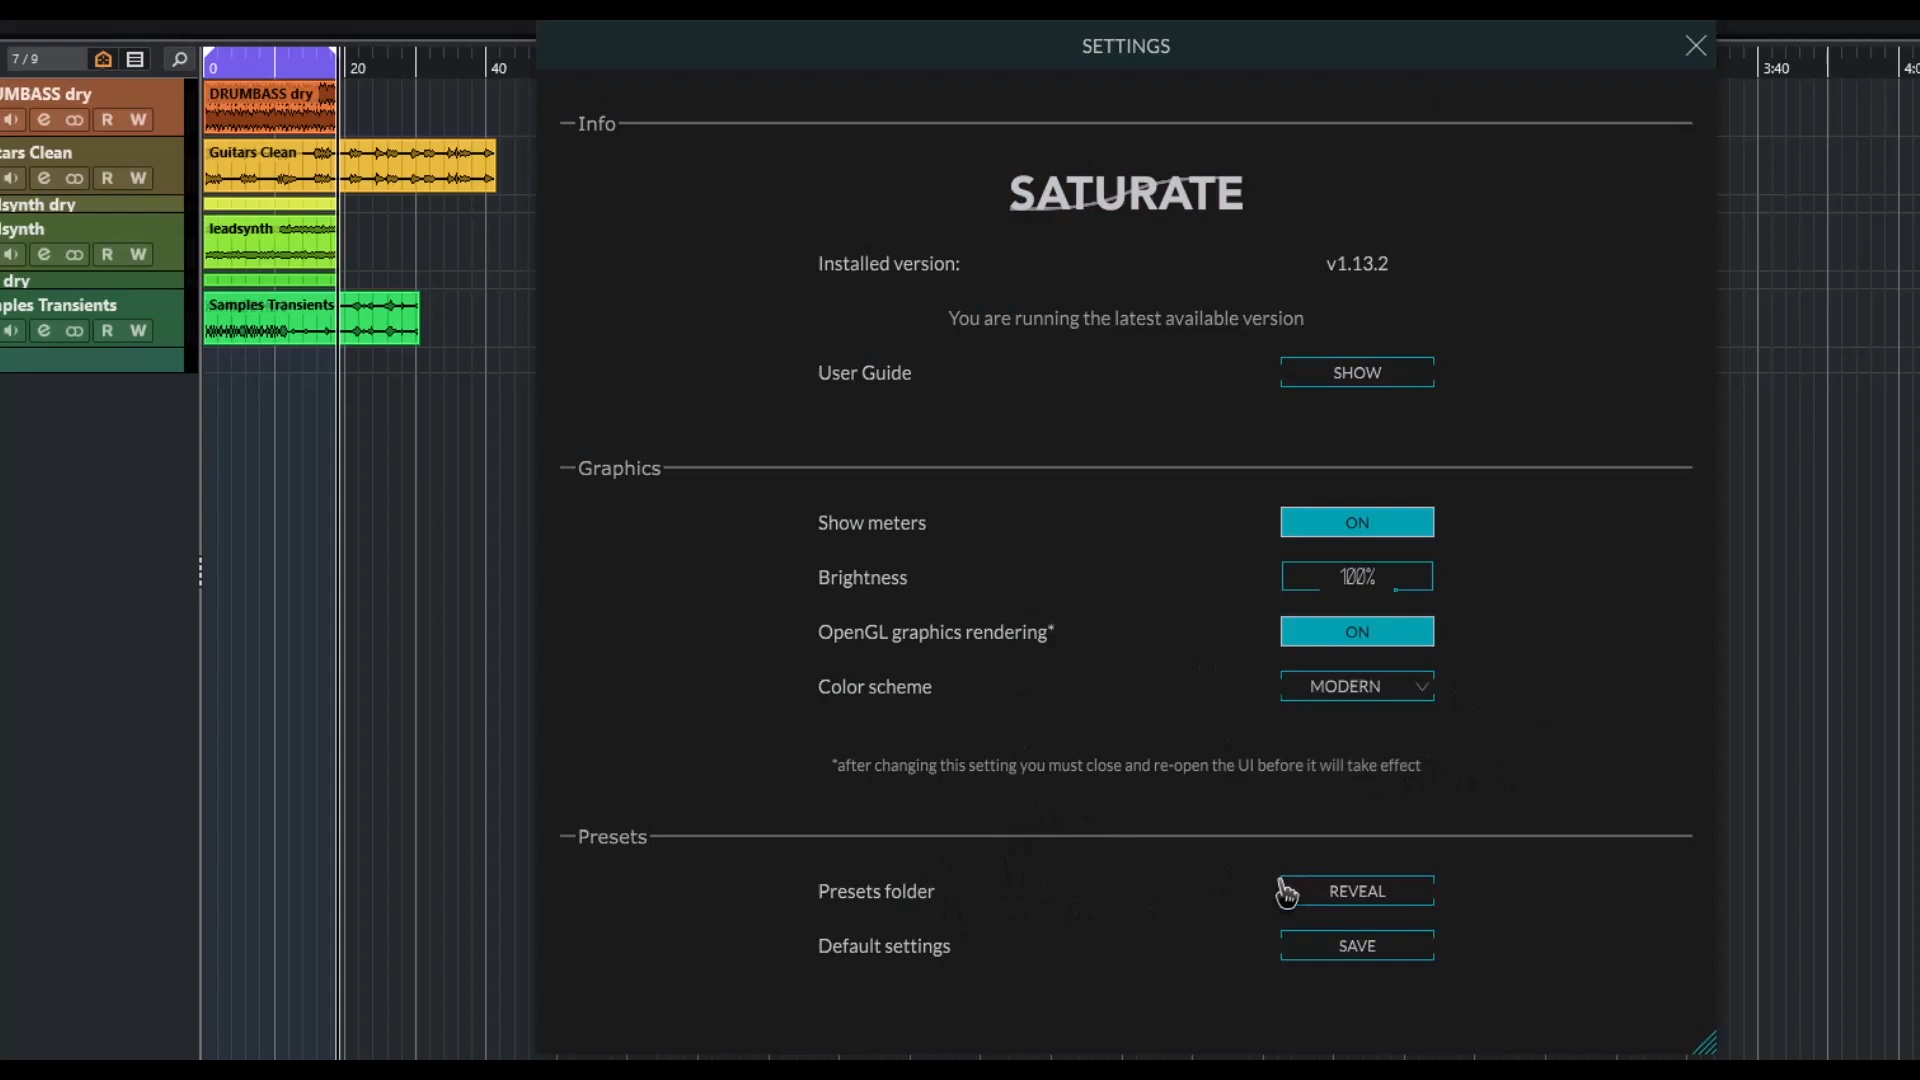 7 / 9
0
20
40
3:40
4:0
UMBASS dry
R W
DRUMBASS dry
tars Clean
R W
Guitars Clean
lsynth dry
lsynth
R W
leadsynth
dry
ples Transients
R W
Samples Transients
SETTINGS
Info
SATURATE
Installed version: v1.13.2
You are running the latest available version
User Guide SHOW
Graphics
Show meters ON
Brightness 100%
OpenGL graphics rendering* ON
Color scheme MODERN
*after changing this setting you must close and re-open the UI before it will take effect
Presets
Presets folder REVEAL
Default settings SAVE